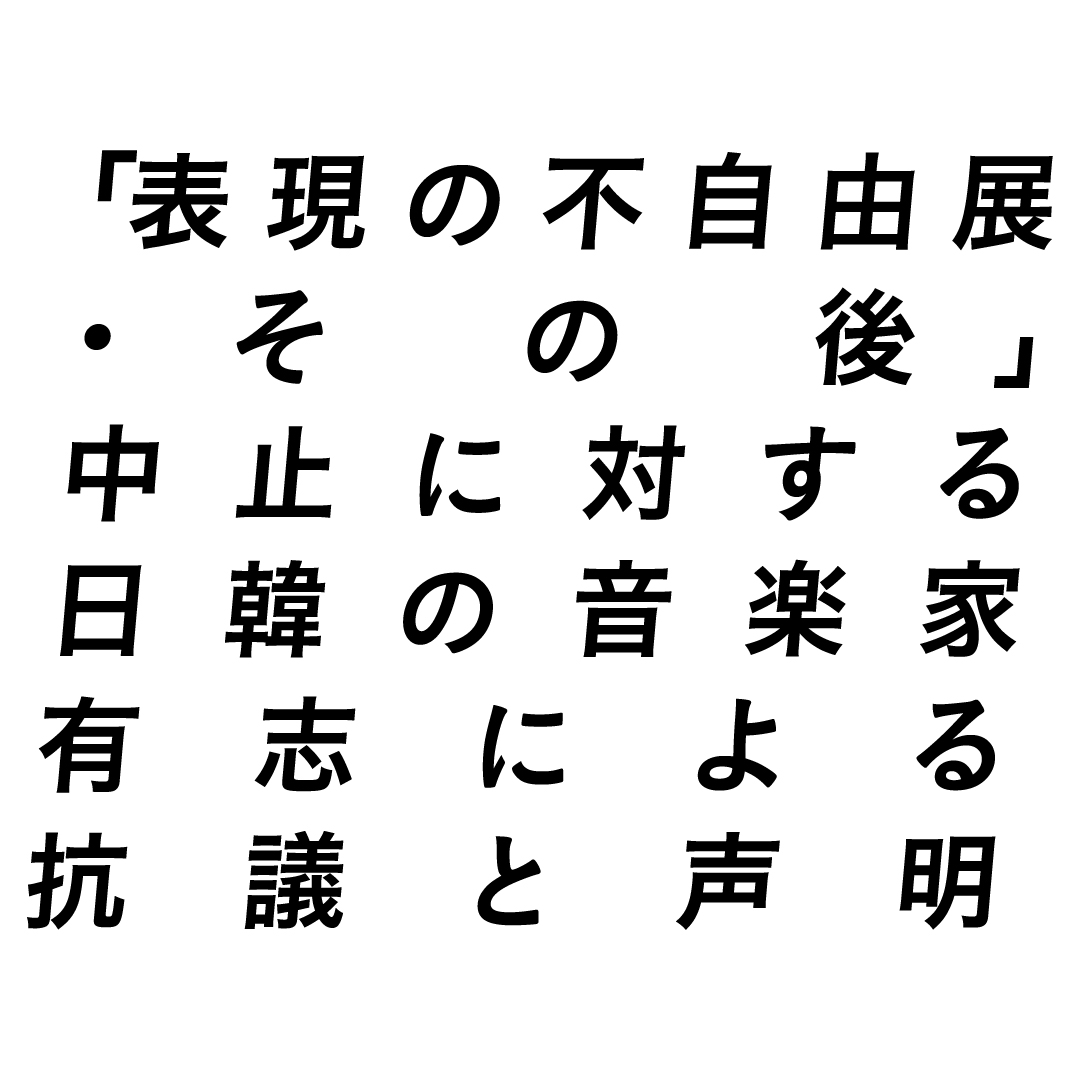 「表現の不自由展
・その後」
中止に対する
日韓の音楽家
有志による
抗議と声明